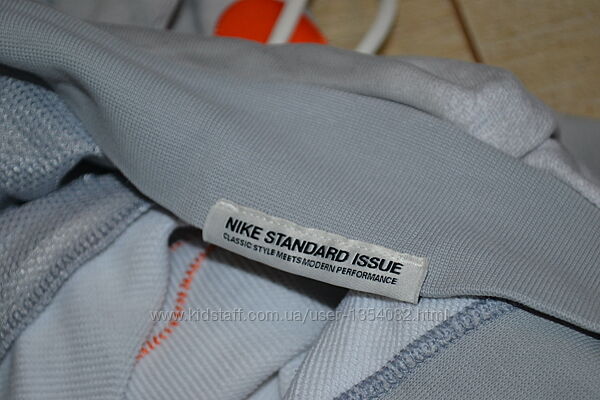 NIKE STANDARD ISSUE
CLASSIC STYLE MEETS MODERN PERFORMANCE
www.kidstaff.com.ua/user-1354082.html